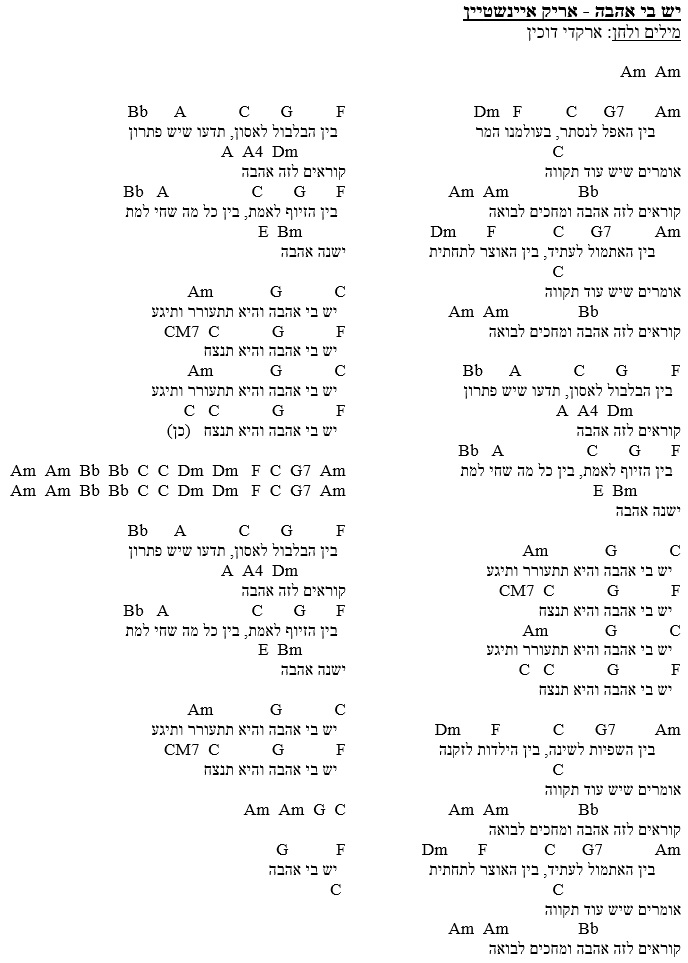 יש בי אהבה - אריק איינשטיין
מילים ולחן: ארקדי דוכין
Am Am
Dm F C G7 Am
בין האפל לנסתר, בעולמנו המר
C
אומרים שיש עוד תקווה
Am Am Bb
קוראים לזה אהבה ומחכים לבואה
Dm F C G7 Am
בין האתמול לעתיד, בין האוצר לתחתית
C
אומרים שיש עוד תקווה
Am Am Bb
קוראים לזה אהבה ומחכים לבואה
Bb A C G F
בין הבלבול לאסון, תדעו שיש פתרון
A A4 Dm
קוראים לזה אהבה
Bb A C G F
בין הזיוף לאמת, בין כל מה שחי למת
E Bm
ישנה אהבה
Am G C
יש בי אהבה והיא תתעורר ותיגע
CM7 C G F
יש בי אהבה והיא תנצח
Am G C
יש בי אהבה והיא תתעורר ותיגע
C C G F
יש בי אהבה והיא תנצח
Dm F C G7 Am
בין השפיות לשינה, בין הילדות לזקנה
C
אומרים שיש עוד תקווה
Am Am Bb
קוראים לזה אהבה ומחכים לבואה
Dm F C G7 Am
בין האתמול לעתיד, בין האוצר לתחתית
C
אומרים שיש עוד תקווה
Am Am Bb
קוראים לזה אהבה ומחכים לבואה
Bb A C G F
בין הבלבול לאסון, תדעו שיש פתרון
A A4 Dm
קוראים לזה אהבה
Bb A C G F
בין הזיוף לאמת, בין כל מה שחי למת
E Bm
ישנה אהבה
Am G C
יש בי אהבה והיא תתעורר ותיגע
CM7 C G F
יש בי אהבה והיא תנצח
Am G C
יש בי אהבה והיא תתעורר ותיגע
C C G F
יש בי אהבה והיא תנצח (כן)
Am Am Bb Bb C C Dm Dm F C G7 Am
Am Am Bb Bb C C Dm Dm F C G7 Am
Bb A C G F
בין הבלבול לאסון, תדעו שיש פתרון
A A4 Dm
קוראים לזה אהבה
Bb A C G F
בין הזיוף לאמת, בין כל מה שחי למת
E Bm
ישנה אהבה
Am G C
יש בי אהבה והיא תתעורר ותיגע
CM7 C G F
יש בי אהבה והיא תנצח
Am Am G C
G F
יש בי אהבה
C